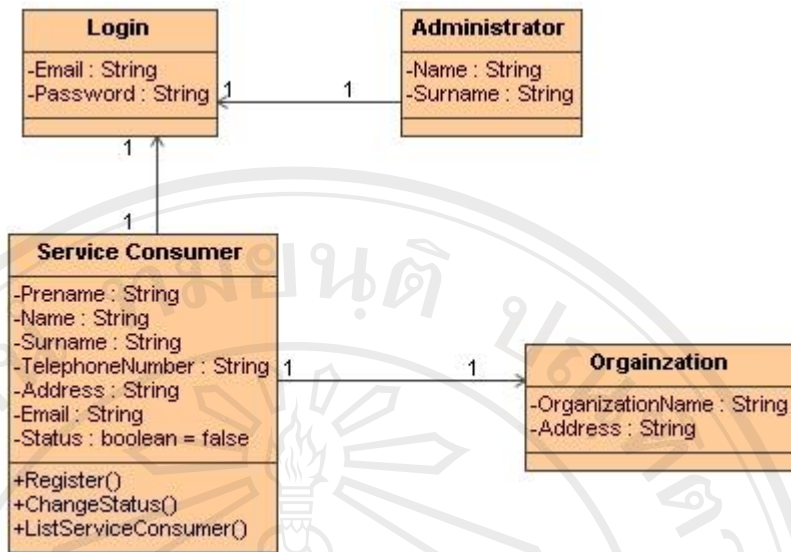 Login
-Email : String
-Password : String
Administrator
-Name : String
-Surname : String
1
1
1
1
Service Consumer
-Prename : String
-Name : String
-Surname : String
-TelephoneNumber : String
-Address : String
-Email : String
-Status : boolean = false
+Register()
+ChangeStatus()
+ListServiceConsumer()
1
1
Orgainzation
-OrganizationName : String
-Address : String